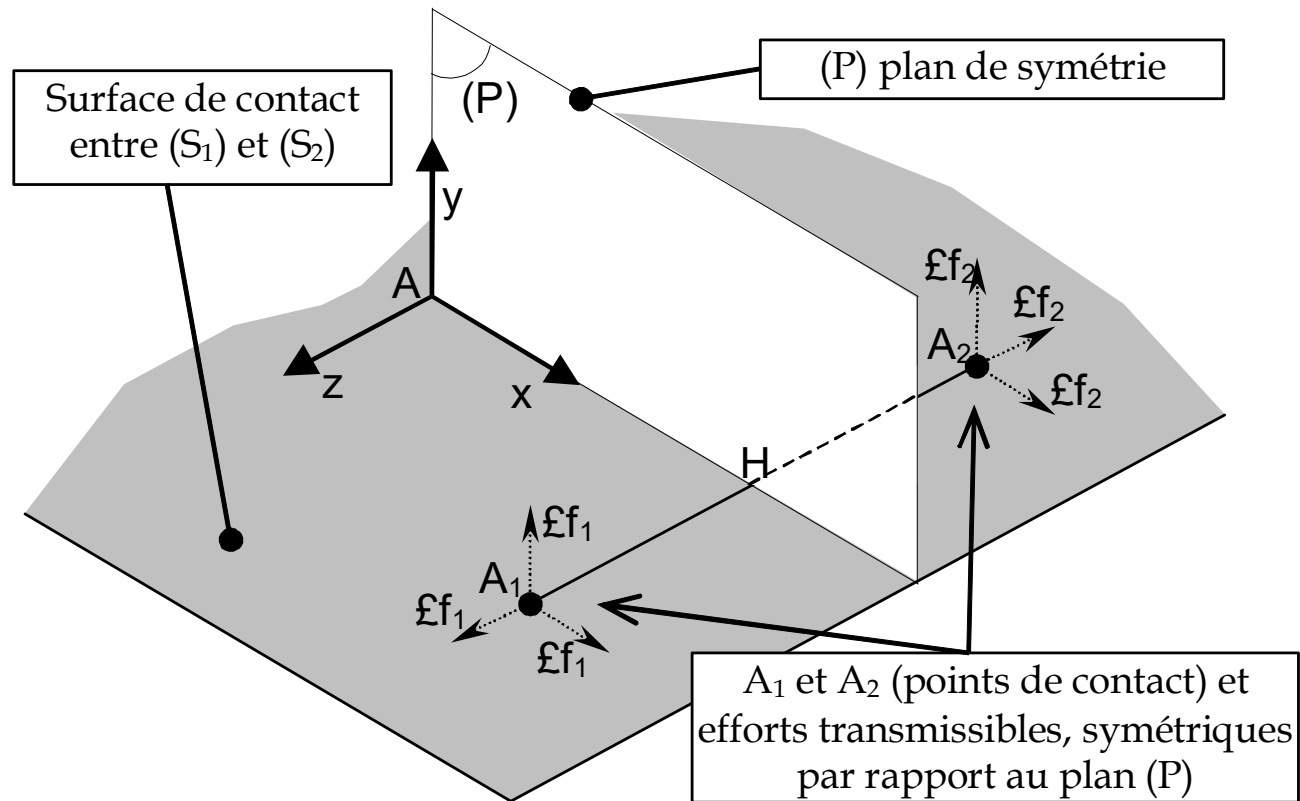 (P) plan de symétrie
Surface de contact
entre (S₁) et (S₂)
(P)
y
A
z
x
£f₂
£f₂
A₂
£f₂
H
£f₁
A₁
£f₁
£f₁
A₁ et A₂ (points de contact) et
efforts transmissibles, symétriques
par rapport au plan (P)